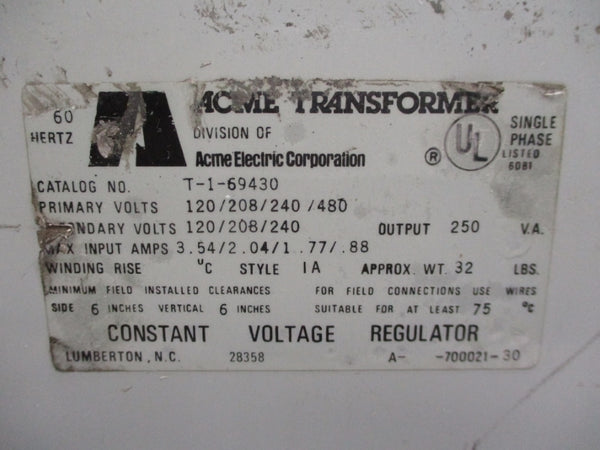 60
HERTZ
ACME TRANSFORMER
DIVISION OF
Acme Electric Corporation
® UL
SINGLE
PHASE
LISTED
6081
CATALOG NO. T-1-69430
PRIMARY VOLTS 120/208/240/480
ONDARY VOLTS 120/208/240 OUTPUT 250 V.A.
MAX INPUT AMPS 3.54/2.04/1..77/.88
WINDING RISE °C STYLE 1A APPROX. WT. 32 LBS.
MINIMUM FIELD INSTALLED CLEARANCES FOR FIELD CONNECTIONS USE WIRES
SIDE 6 INCHES VERTICAL 6 INCHES SUITABLE FOR AT LEAST 75 °C
CONSTANT VOLTAGE REGULATOR
LUMBERTON, N.C. 28358 A- -700021-30